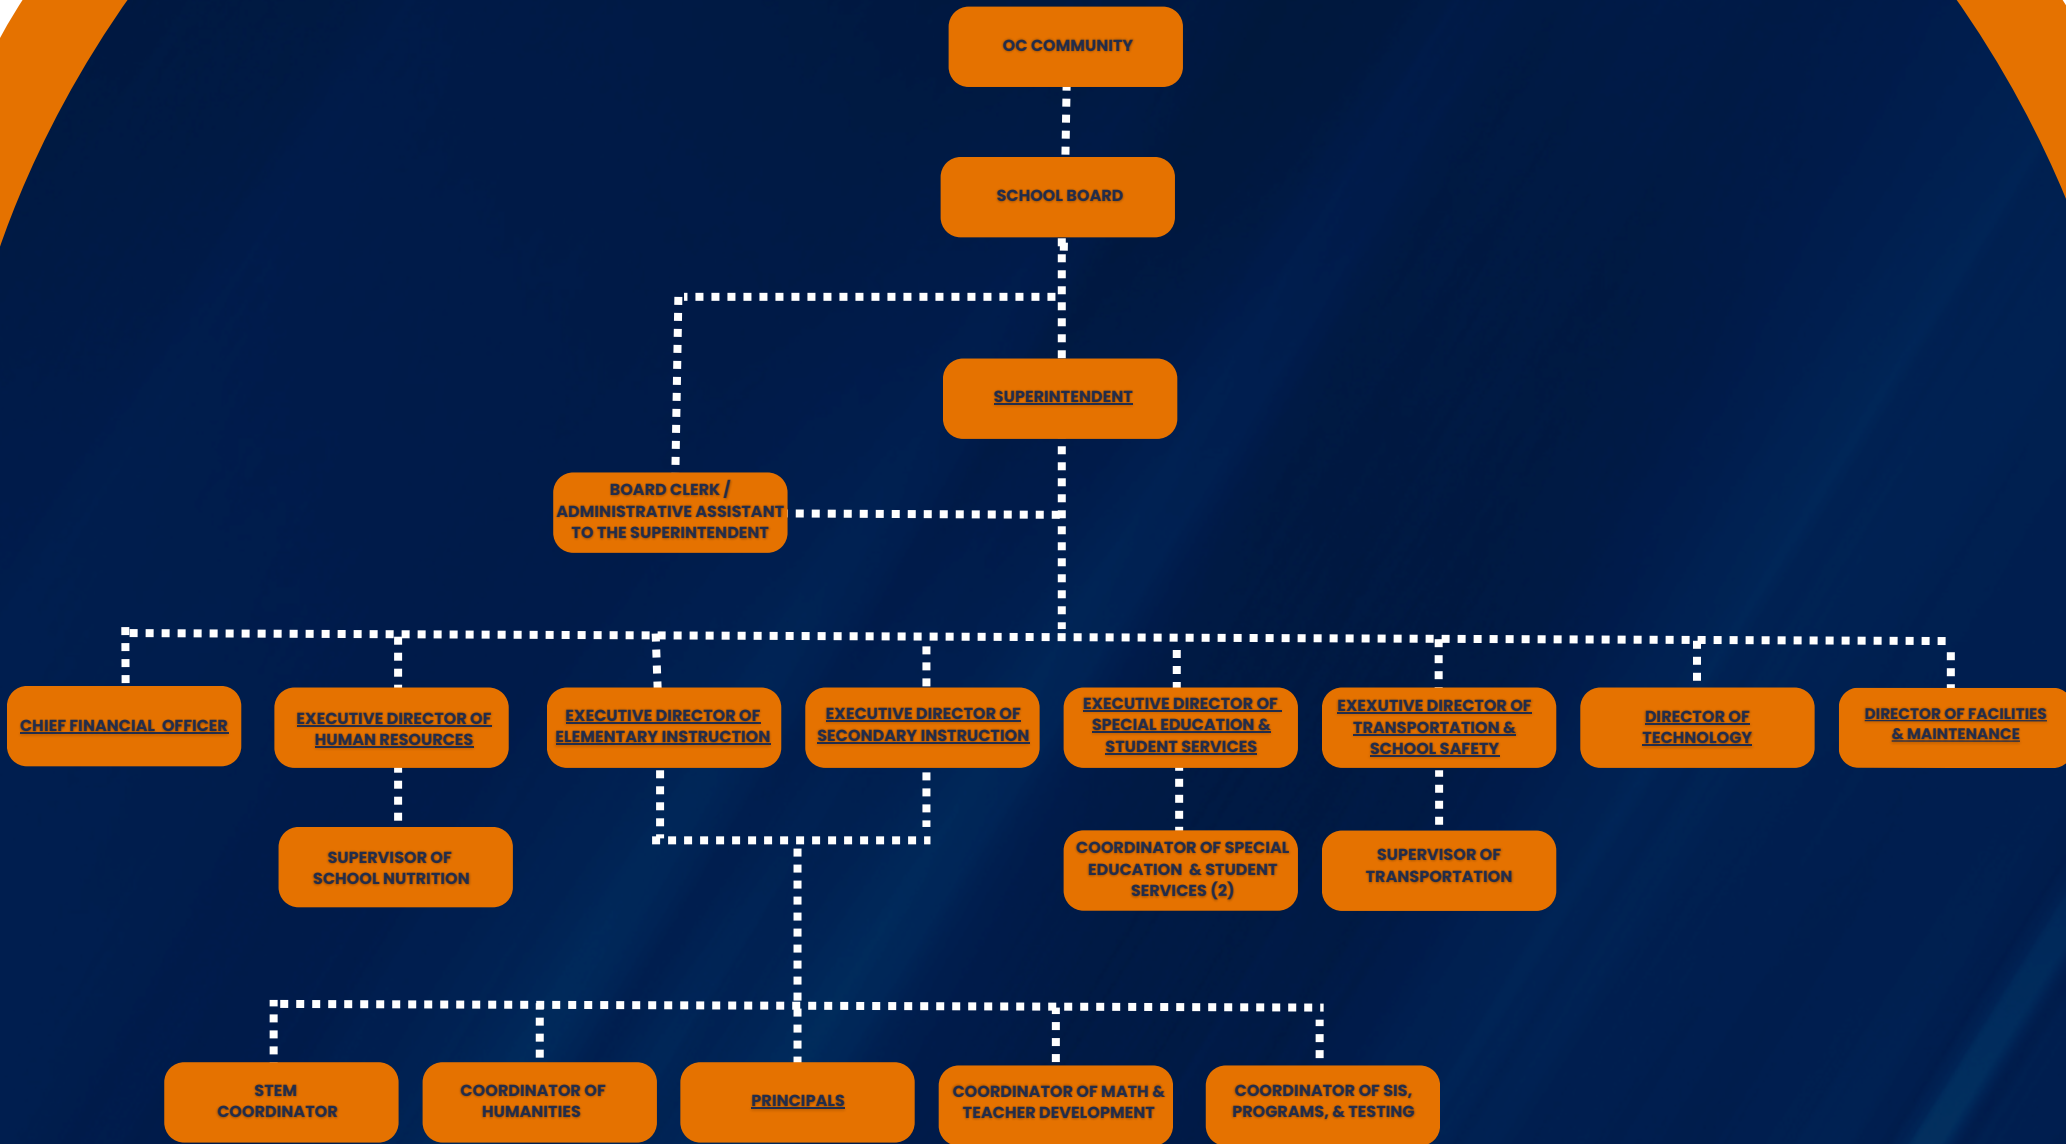 OC COMMUNITY
SCHOOL BOARD
SUPERINTENDENT
BOARD CLERK /
ADMINISTRATIVE ASSISTANT
TO THE SUPERINTENDENT
CHIEF FINANCIAL OFFICER
EXECUTIVE DIRECTOR OF
HUMAN RESOURCES
EXECUTIVE DIRECTOR OF
ELEMENTARY INSTRUCTION
EXECUTIVE DIRECTOR OF
SECONDARY INSTRUCTION
EXECUTIVE DIRECTOR OF
SPECIAL EDUCATION &
STUDENT SERVICES
EXEXUTIVE DIRECTOR OF
TRANSPORTATION &
SCHOOL SAFETY
DIRECTOR OF
TECHNOLOGY
DIRECTOR OF FACILITIES
& MAINTENANCE
SUPERVISOR OF
SCHOOL NUTRITION
COORDINATOR OF SPECIAL
EDUCATION & STUDENT
SERVICES (2)
SUPERVISOR OF
TRANSPORTATION
STEM
COORDINATOR
COORDINATOR OF
HUMANITIES
PRINCIPALS
COORDINATOR OF MATH &
TEACHER DEVELOPMENT
COORDINATOR OF SIS,
PROGRAMS, & TESTING